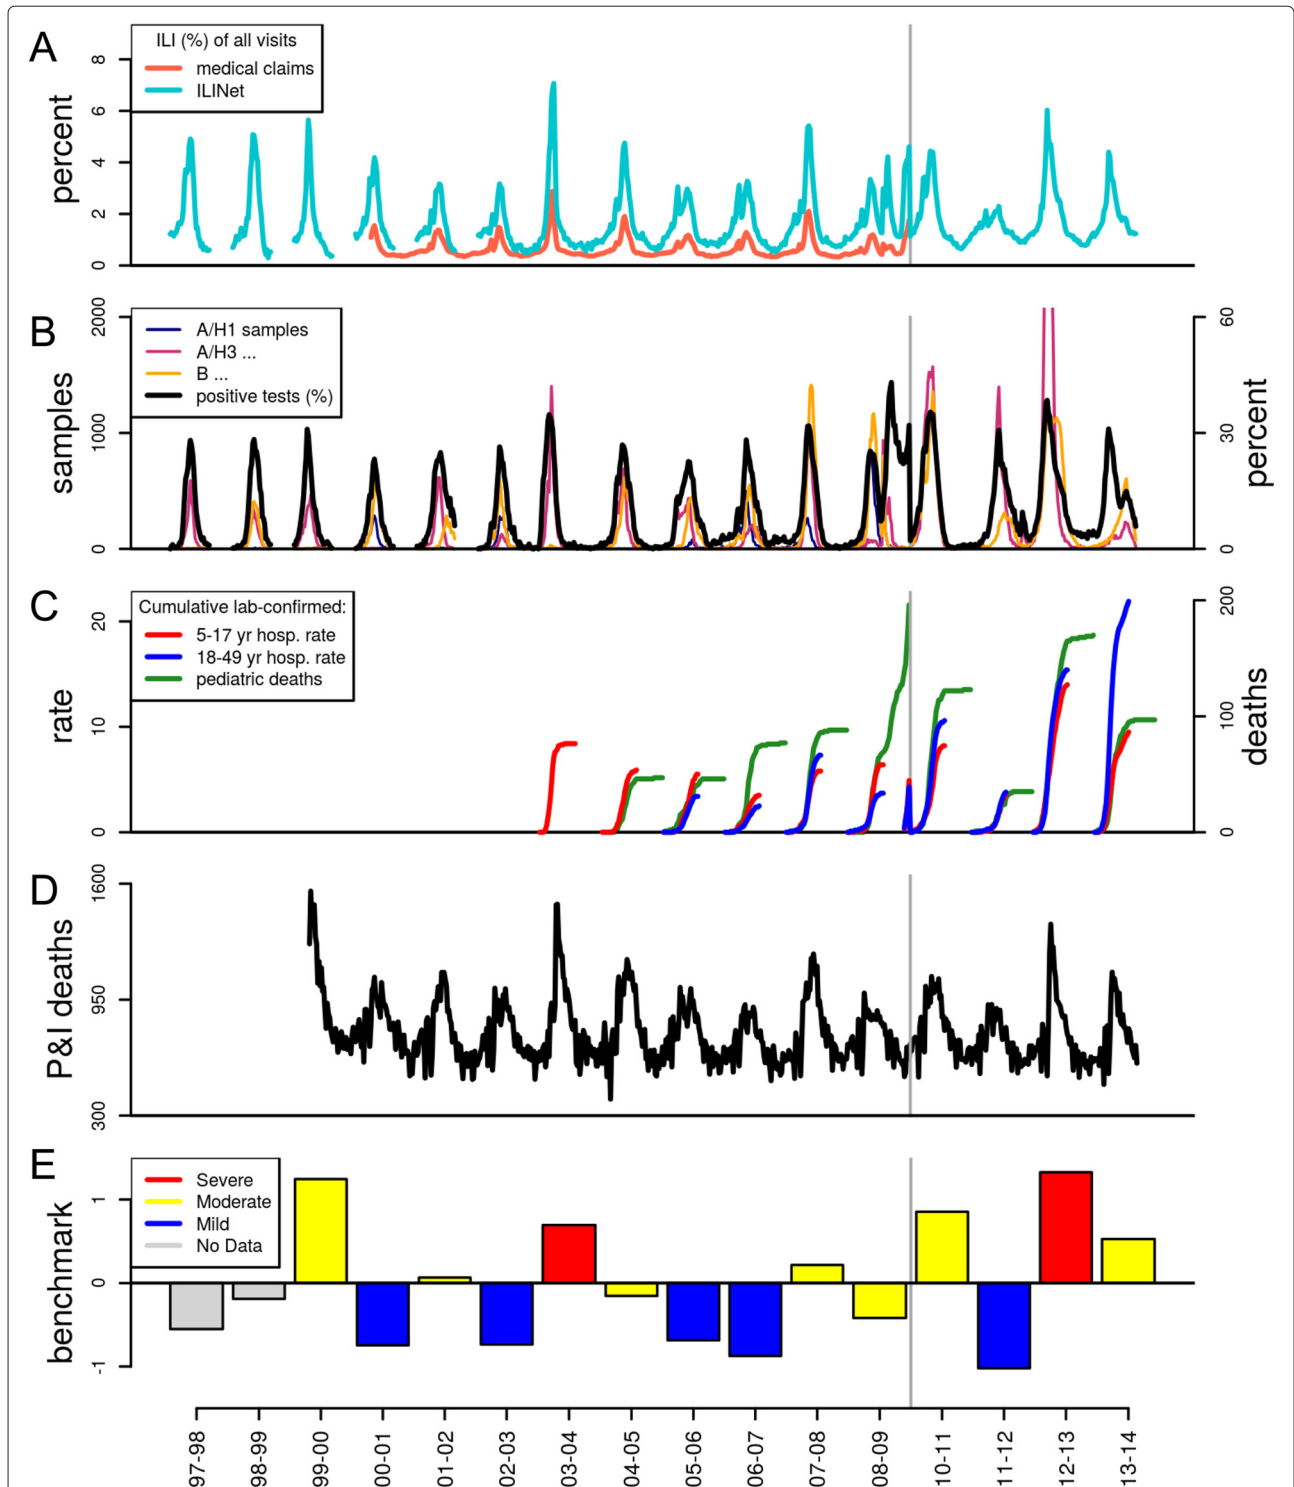 A
ILI (%) of all visits
medical claims
ILINet
percent
0 2 4 6 8
B
A/H1 samples
A/H3 ...
B ...
positive tests (%)
samples
0 1000 2000
percent
0 30 60
C
Cumulative lab-confirmed:
5-17 yr hosp. rate
18-49 yr hosp. rate
pediatric deaths
rate
0 10 20
deaths
0 100 200
D
P&I deaths
300 950 1600
E
Severe
Moderate
Mild
No Data
benchmark
-1 0 1
97-98 98-99 99-00 00-01 01-02 02-03 03-04 04-05 05-06 06-07 07-08 08-09 10-11 11-12 12-13 13-14